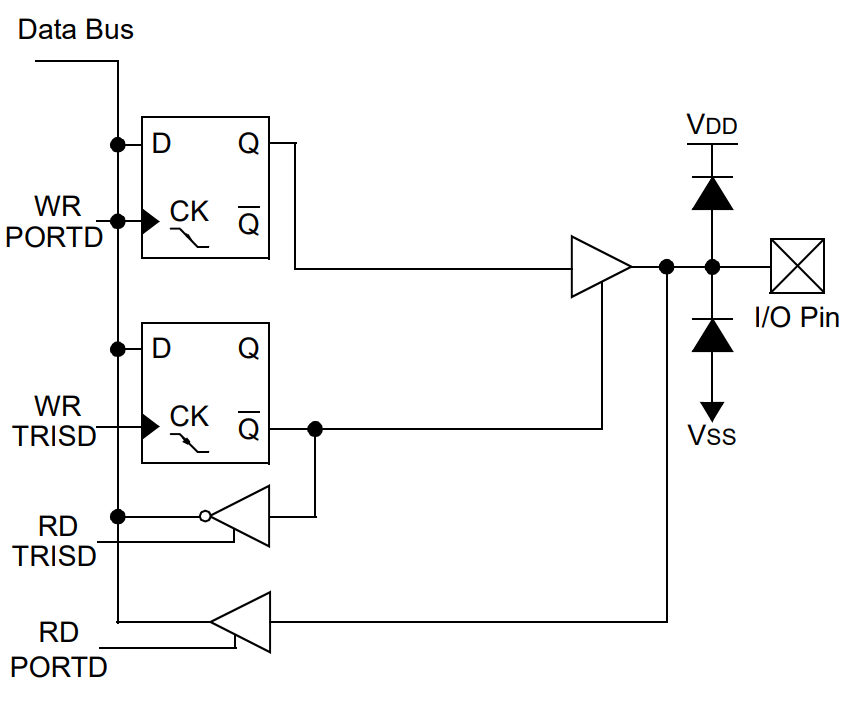 Data Bus
D Q
WR
PORTD
CK Q̅
D Q
WR
TRISD
CK Q̅
RD
TRISD
RD
PORTD
VDD
I/O Pin
VSS